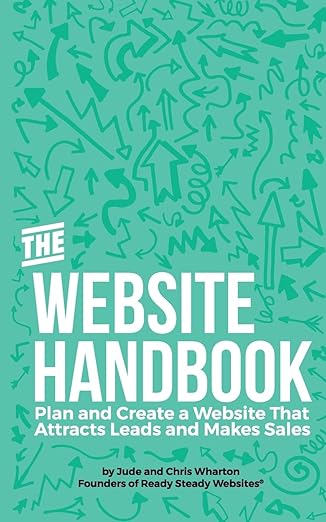 THE
WEBSITE
HANDBOOK
Plan and Create a Website That
Attracts Leads and Makes Sales
by Jude and Chris Wharton
Founders of Ready Steady Websites®